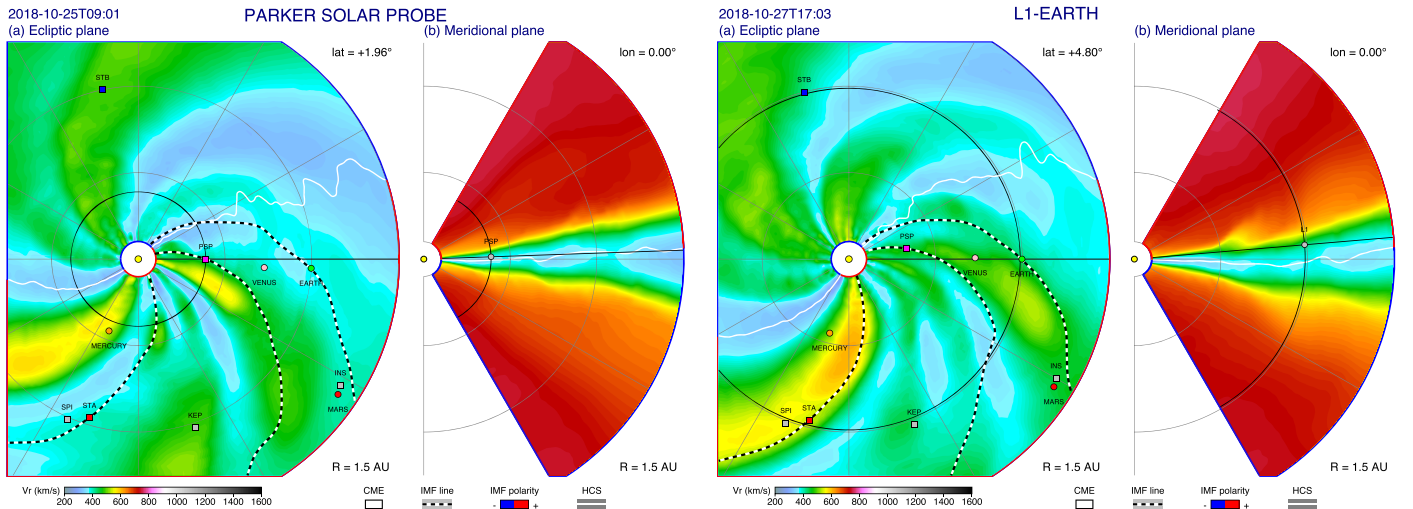 2018-10-25T09:01
PARKER SOLAR PROBE
(a) Ecliptic plane
(b) Meridional plane
lat = +1.96°
lon = 0.00°
STB
PSP
VENUS
EARTH
MERCURY
INS
MARS
SPI
STA
KEP
R = 1.5 AU
PSP
R = 1.5 AU
Vr (km/s)
200 400 600 800 1000 1200 1400 1600
CME
IMF line
IMF polarity
- +
HCS
2018-10-27T17:03
L1-EARTH
(a) Ecliptic plane
(b) Meridional plane
lat = +4.80°
lon = 0.00°
STB
PSP
VENUS
EARTH
MERCURY
INS
MARS
SPI
STA
KEP
R = 1.5 AU
L1
R = 1.5 AU
Vr (km/s)
200 400 600 800 1000 1200 1400 1600
CME
IMF line
IMF polarity
- +
HCS